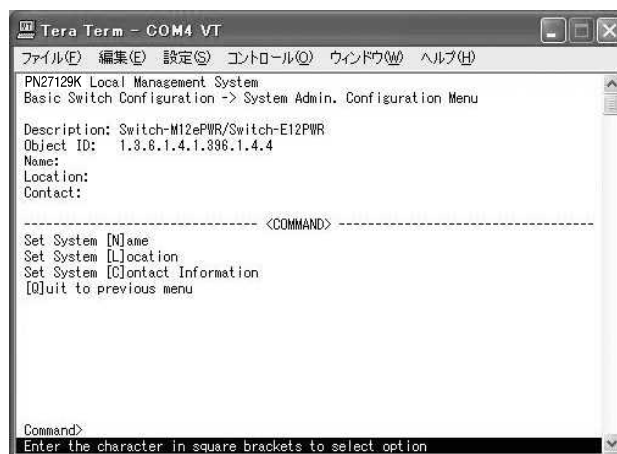 Tera Term - COM4 VT
ファイル(F) 編集(E) 設定(S) コントロール(O) ウィンドウ(W) ヘルプ(H)
PN27129K Local Management System
Basic Switch Configuration -> System Admin. Configuration Menu
Description: Switch-M12ePWR/Switch-E12PWR
Object ID: 1.3.6.1.4.1.396.1.4.4
Name:
Location:
Contact:
------------------------------- <COMMAND> ---------------------------------
Set System [N]ame
Set System [L]ocation
Set System [C]ontact Information
[Q]uit to previous menu
Command>
Enter the character in square brackets to select option